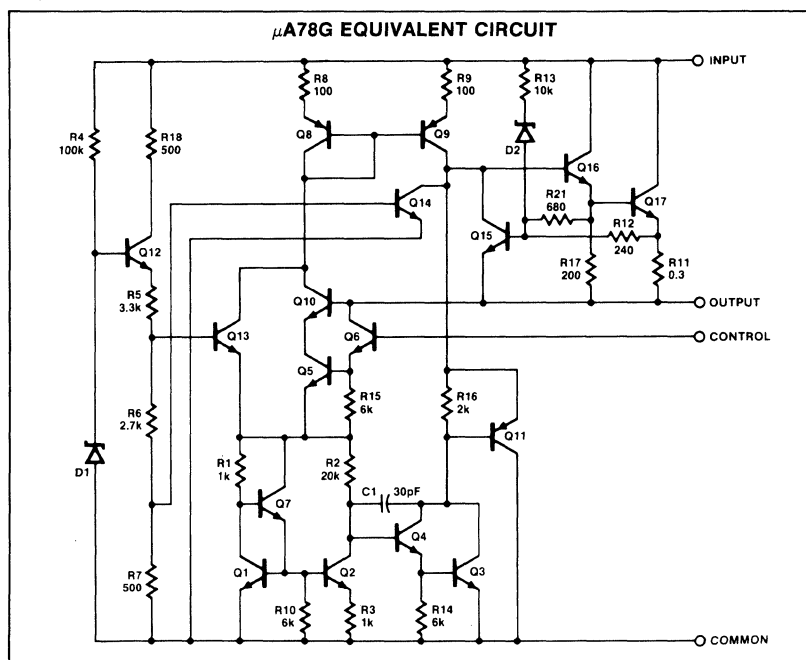 μA78G EQUIVALENT CIRCUIT
INPUT
R8
100
R9
100
R13
10k
R4
100k
R18
500
Q8
Q9
D2
Q16
Q14
R21
680
Q17
Q12
Q15
R12
240
R5
3.3k
R17
200
R11
0.3
Q10
OUTPUT
Q13
Q6
CONTROL
Q5
R15
6k
R16
2k
R6
2.7k
Q11
D1
R1
1k
R2
20k
Q7
C1
30pF
Q4
Q1
Q2
Q3
R7
500
R10
6k
R3
1k
R14
6k
COMMON